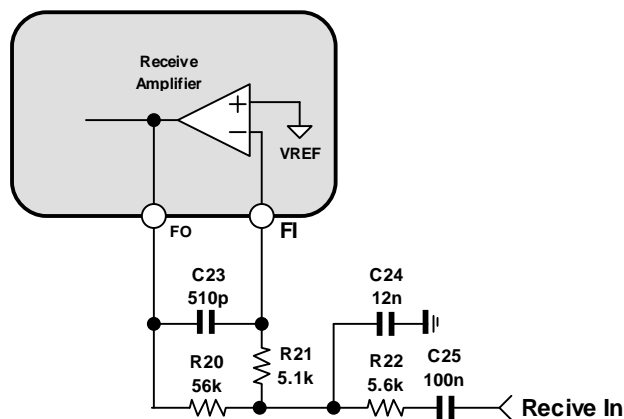 Receive
Amplifier
+
−
VREF
FO
FI
C23
510p
C24
12n
R20
56k
R21
5.1k
R22
5.6k
C25
100n
Recive In